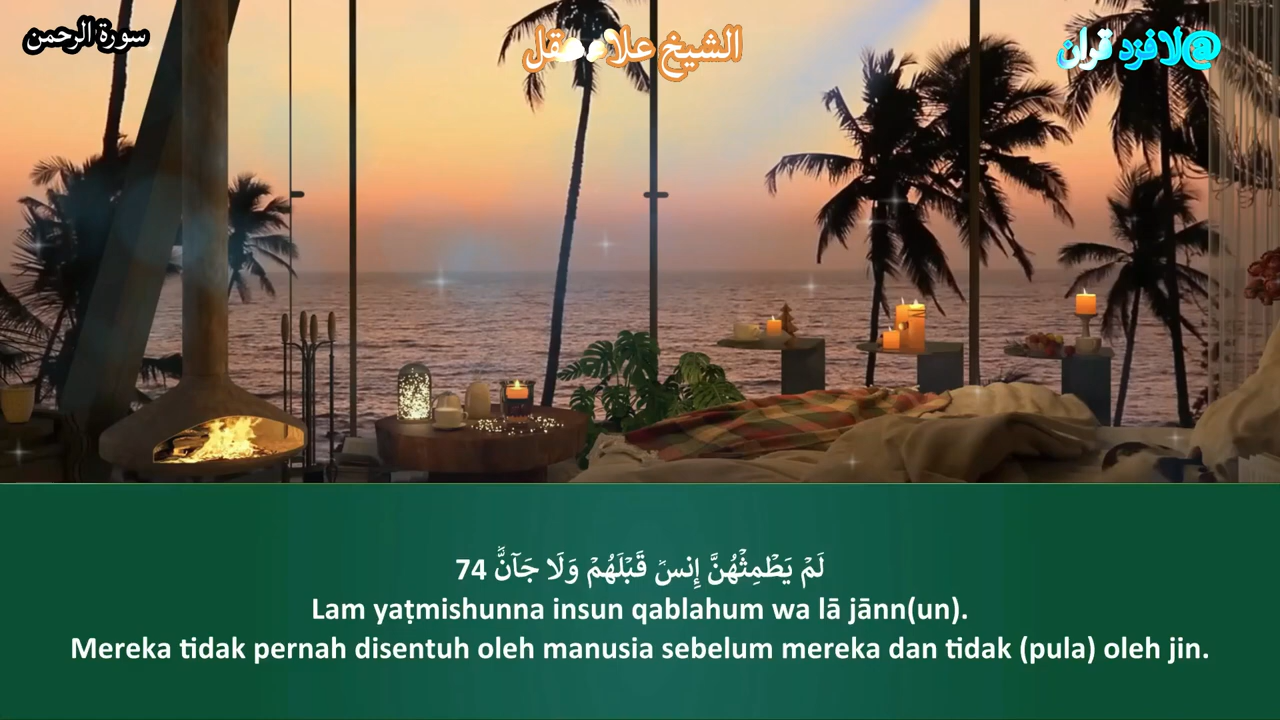 سورة الرحمن
الشيخ علاء عقل
@لافزد قران
لَمْ يَطْمِثْهُنَّ إِنسٌ قَبْلَهُمْ وَلَا جَآنٌّ 74
Lam yaṭmishunna insun qablahum wa lā jānn(un).
Mereka tidak pernah disentuh oleh manusia sebelum mereka dan tidak (pula) oleh jin.